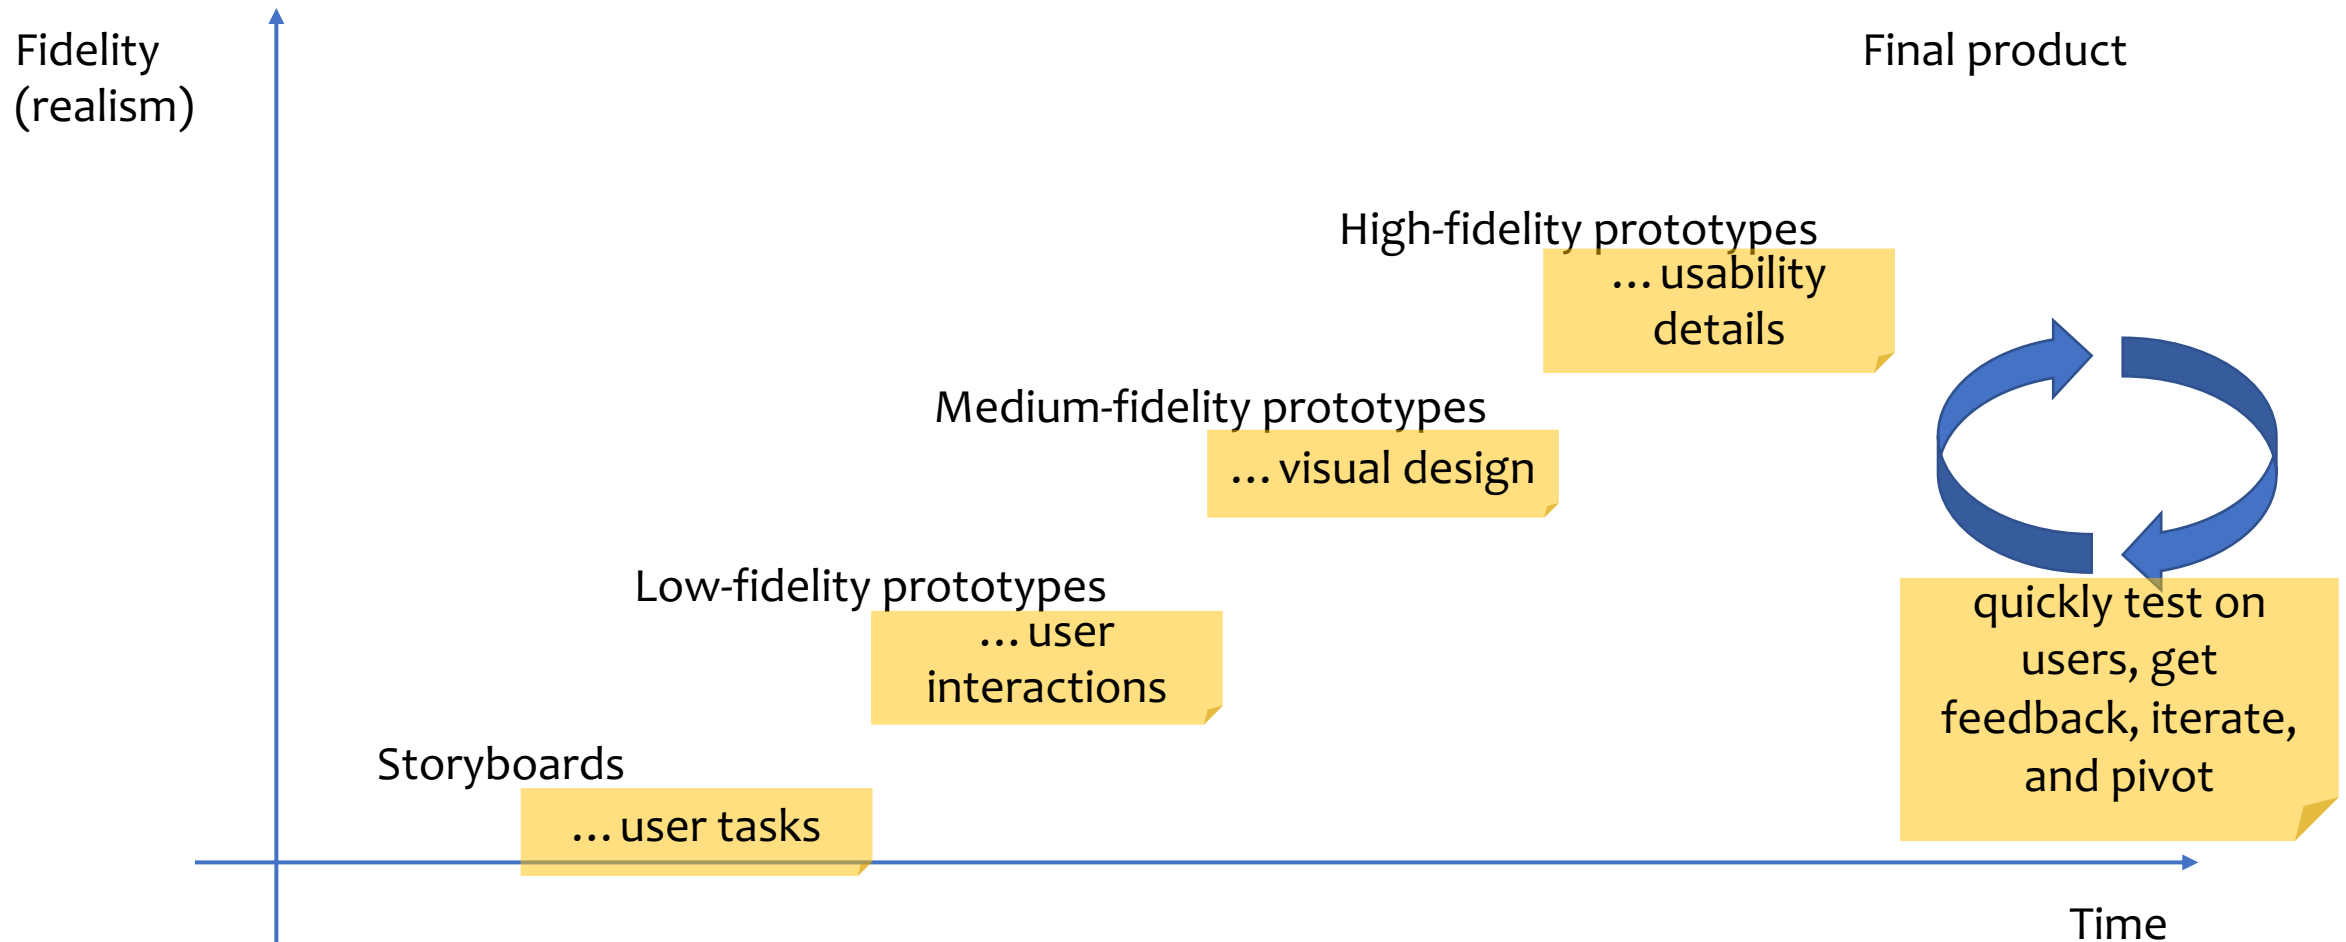 Fidelity
(realism)
Final product
High-fidelity prototypes
... usability
details
Medium-fidelity prototypes
... visual design
Low-fidelity prototypes
... user
interactions
quickly test on
users, get
feedback, iterate,
and pivot
Storyboards
... user tasks
Time